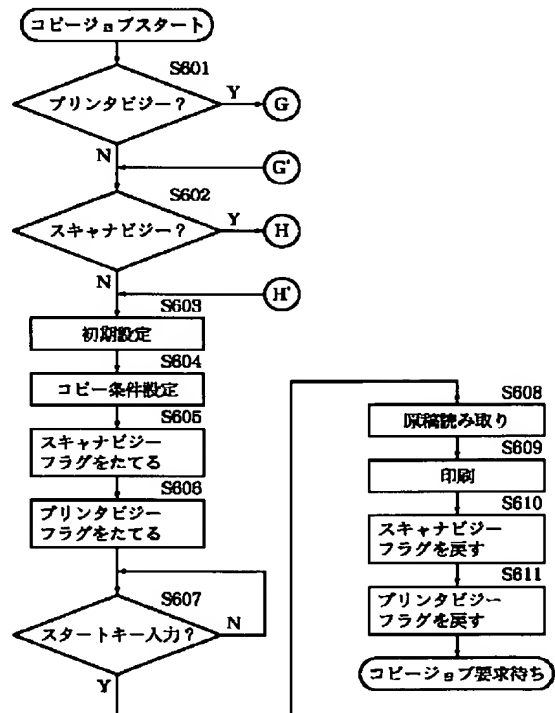 コピージョブスタート
S601
プリンタビジー?
Y
G
N
G'
S602
スキャナビジー?
Y
H
N
H'
S603
初期設定
S604
コピー条件設定
S605
スキャナビジー
フラグをたてる
S606
プリンタビジー
フラグをたてる
S607
スタートキー入力?
N
Y
S608
原稿読み取り
S609
印刷
S610
スキャナビジー
フラグを戻す
S611
プリンタビジー
フラグを戻す
コピージョブ要求待ち